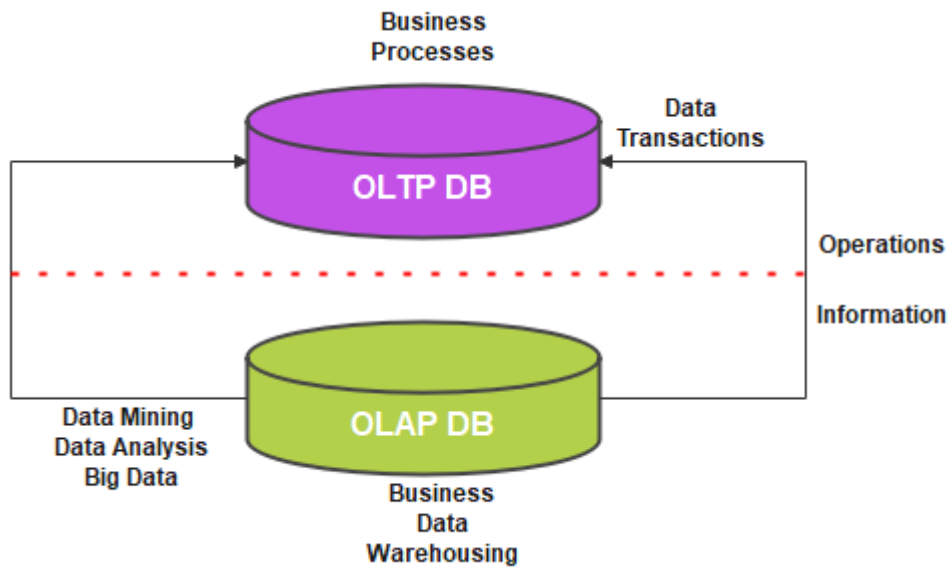 Business
Processes
Data
Transactions
OLTP DB
Operations
Information
OLAP DB
Data Mining
Data Analysis
Big Data
Business
Data
Warehousing